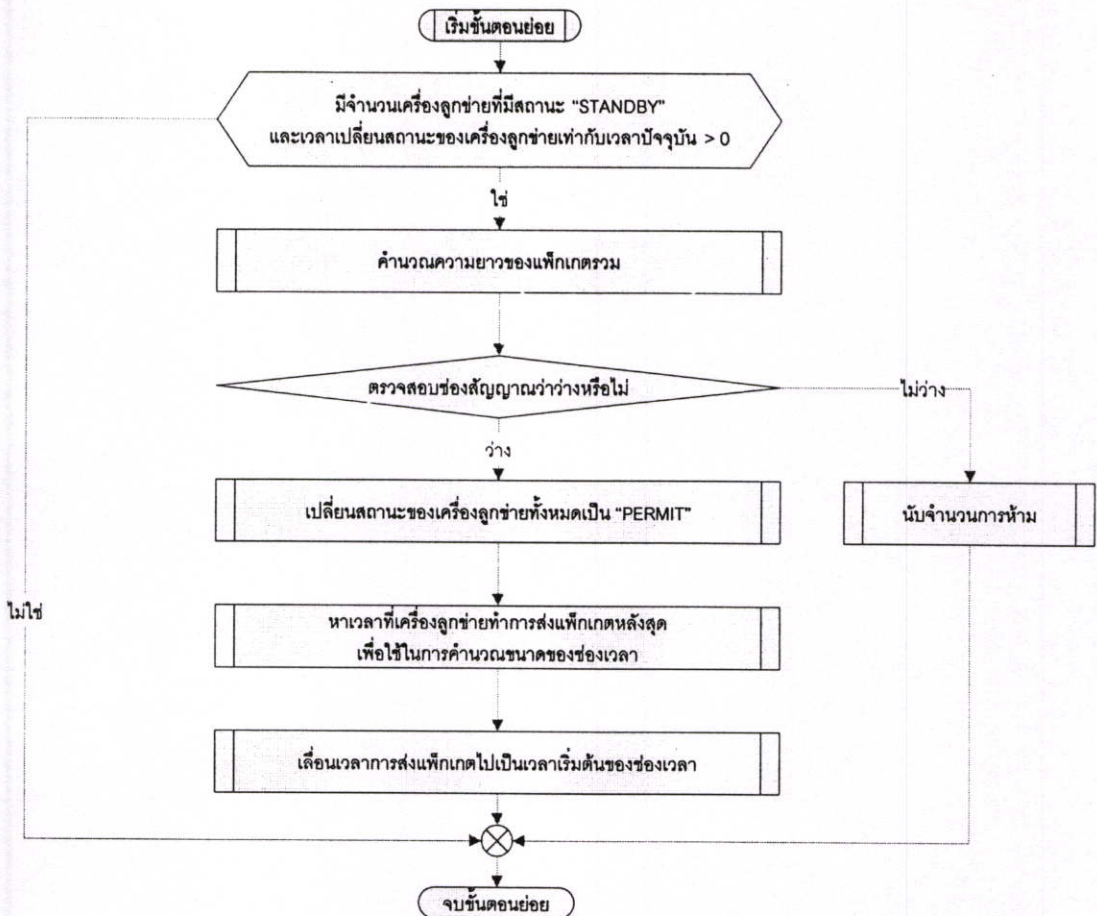 เริ่มขั้นตอนย่อย
มีจำนวนเครื่องลูกข่ายที่มีสถานะ “STANDBY”
และเวลาเปลี่ยนสถานะของเครื่องลูกข่ายเท่ากับเวลาปัจจุบัน > 0
ใช่
คำนวณความยาวของแพ็กเกตรวม
ตรวจสอบช่องสัญญาณว่าว่างหรือไม่
ไม่ว่าง
ว่าง
เปลี่ยนสถานะของเครื่องลูกข่ายทั้งหมดเป็น “PERMIT”
นับจำนวนการห้าม
ไม่ใช่
หาเวลาที่เครื่องลูกข่ายทำการส่งแพ็กเกตหลังสุด
เพื่อใช้ในการคำนวณขนาดของช่องเวลา
เลื่อนเวลาการส่งแพ็กเกตไปเป็นเวลาเริ่มต้นของช่องเวลา
จบขั้นตอนย่อย